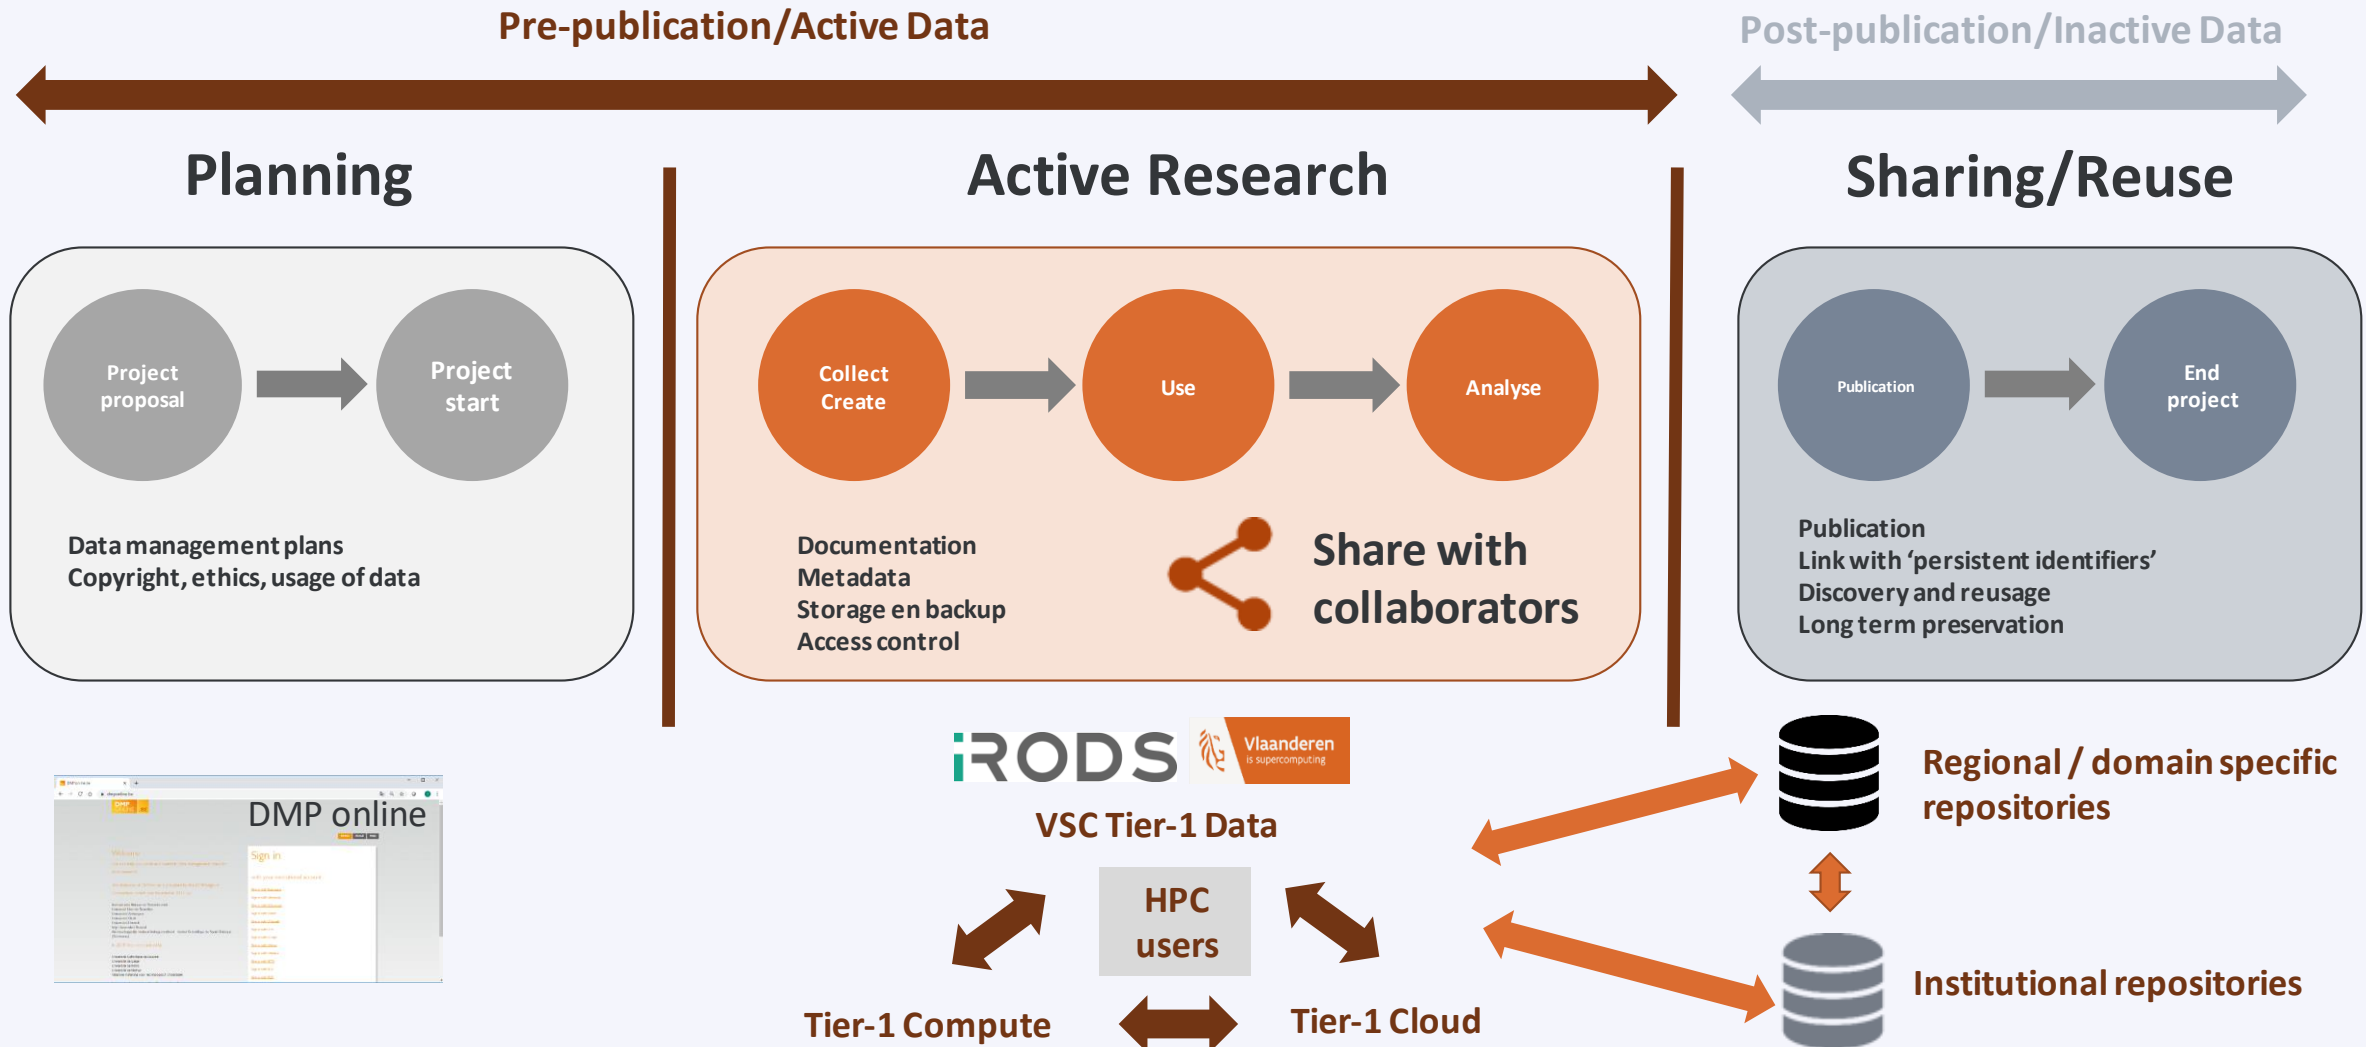 Pre-publication/Active Data
Post-publication/Inactive Data
Planning
Active Research
Sharing/Reuse
Project
proposal
Project
start
Collect
Create
Use
Analyse
Publication
End
project
Data management plans
Copyright, ethics, usage of data
Documentation
Metadata
Storage en backup
Access control
Share with
collaborators
Publication
Link with ‘persistent identifiers’
Discovery and reusage
Long term preservation
iRODS
Vlaanderen
is supercomputing
VSC Tier-1 Data
HPC
users
Tier-1 Compute
Tier-1 Cloud
Regional / domain specific
repositories
Institutional repositories
DMP online
Welcome
Sign in